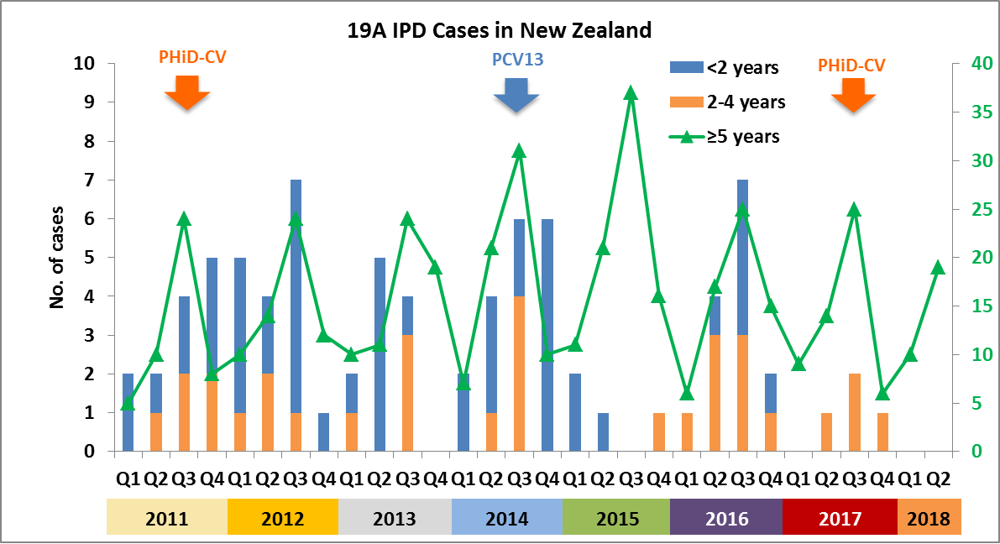 19A IPD Cases in New Zealand
PHiD-CV
PCV13
PHiD-CV
<2 years
2-4 years
≥5 years
No. of cases
10
9
8
7
6
5
4
3
2
1
0
40
35
30
25
20
15
10
5
0
Q1 Q2 Q3 Q4 Q1 Q2 Q3 Q4 Q1 Q2 Q3 Q4 Q1 Q2 Q3 Q4 Q1 Q2 Q3 Q4 Q1 Q2 Q3 Q4 Q1 Q2 Q3 Q4 Q1 Q2
2011 2012 2013 2014 2015 2016 2017 2018